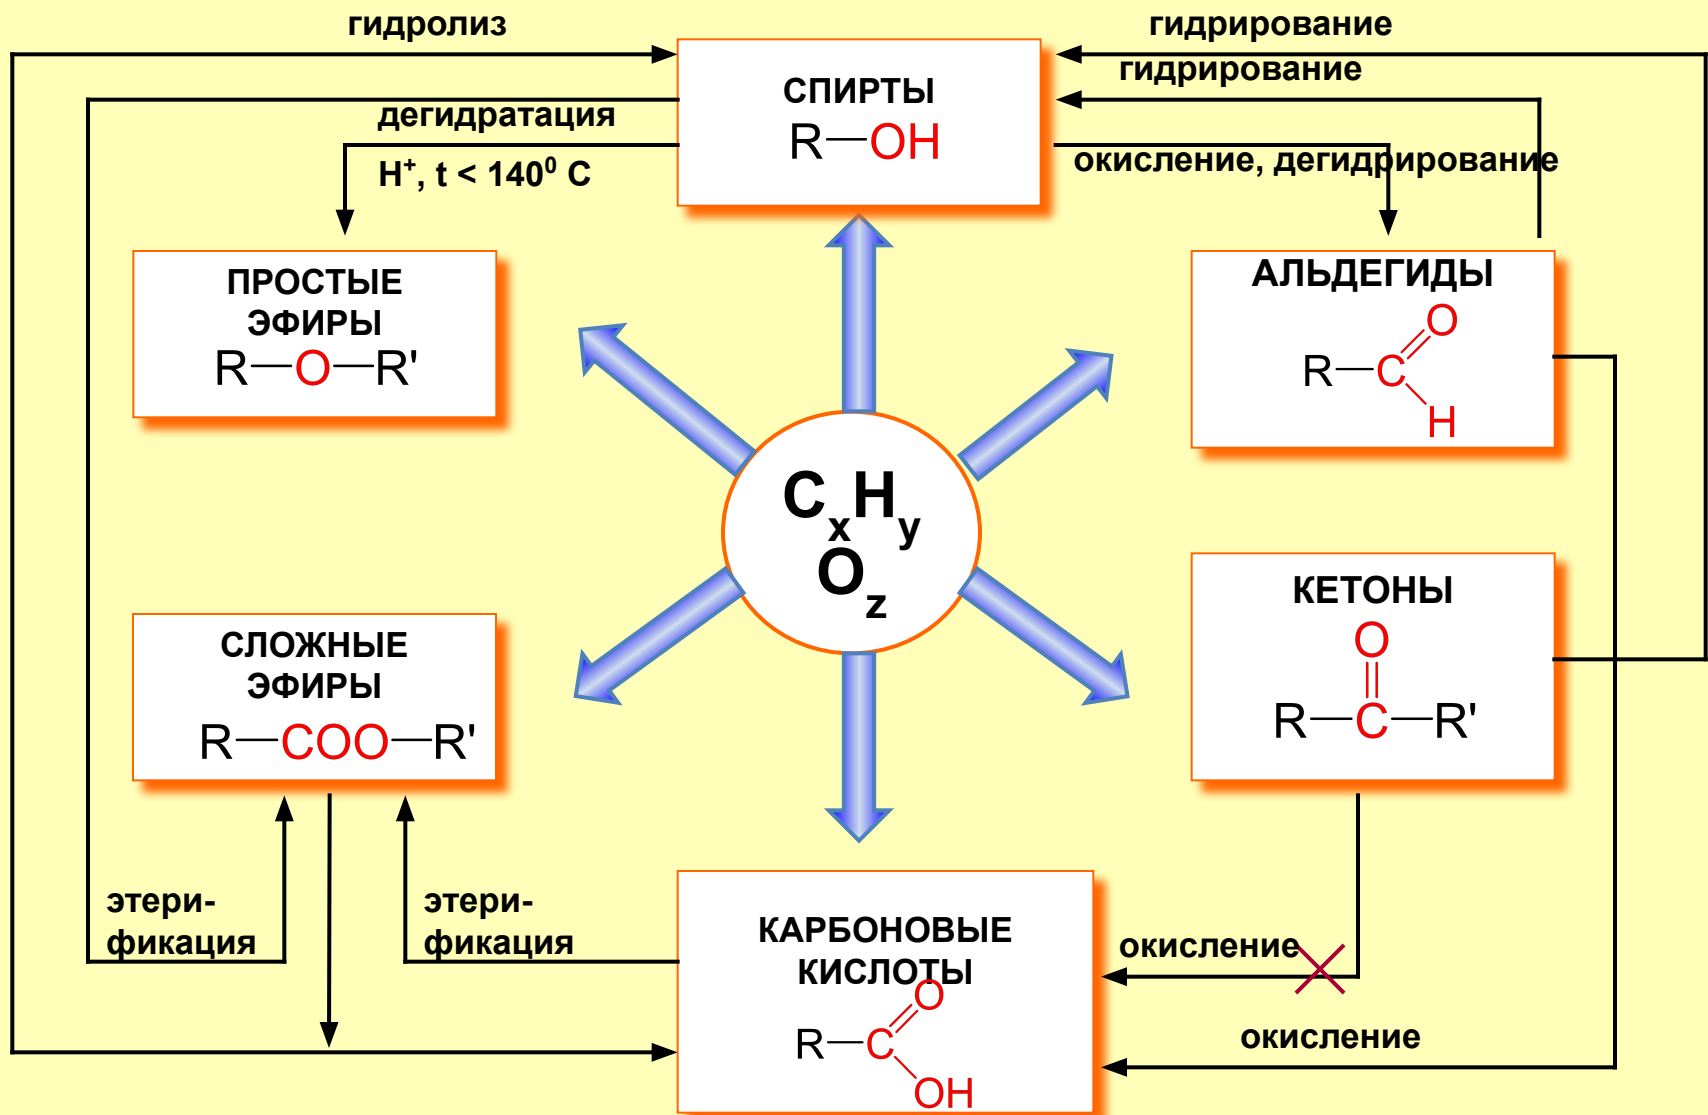 гидролиз
гидрирование
гидрирование
СПИРТЫ
R—OH
дегидратация
H⁺, t < 140⁰ C
окисление, дегидрирование
ПРОСТЫЕ
ЭФИРЫ
R—O—R'
АЛЬДЕГИДЫ
O
R—C
H
CxHy
Oz
КЕТОНЫ
O
R—C—R'
СЛОЖНЫЕ
ЭФИРЫ
R—COO—R'
этери-
фикация
этери-
фикация
КАРБОНОВЫЕ
КИСЛОТЫ
O
R—C
OH
окисление
окисление